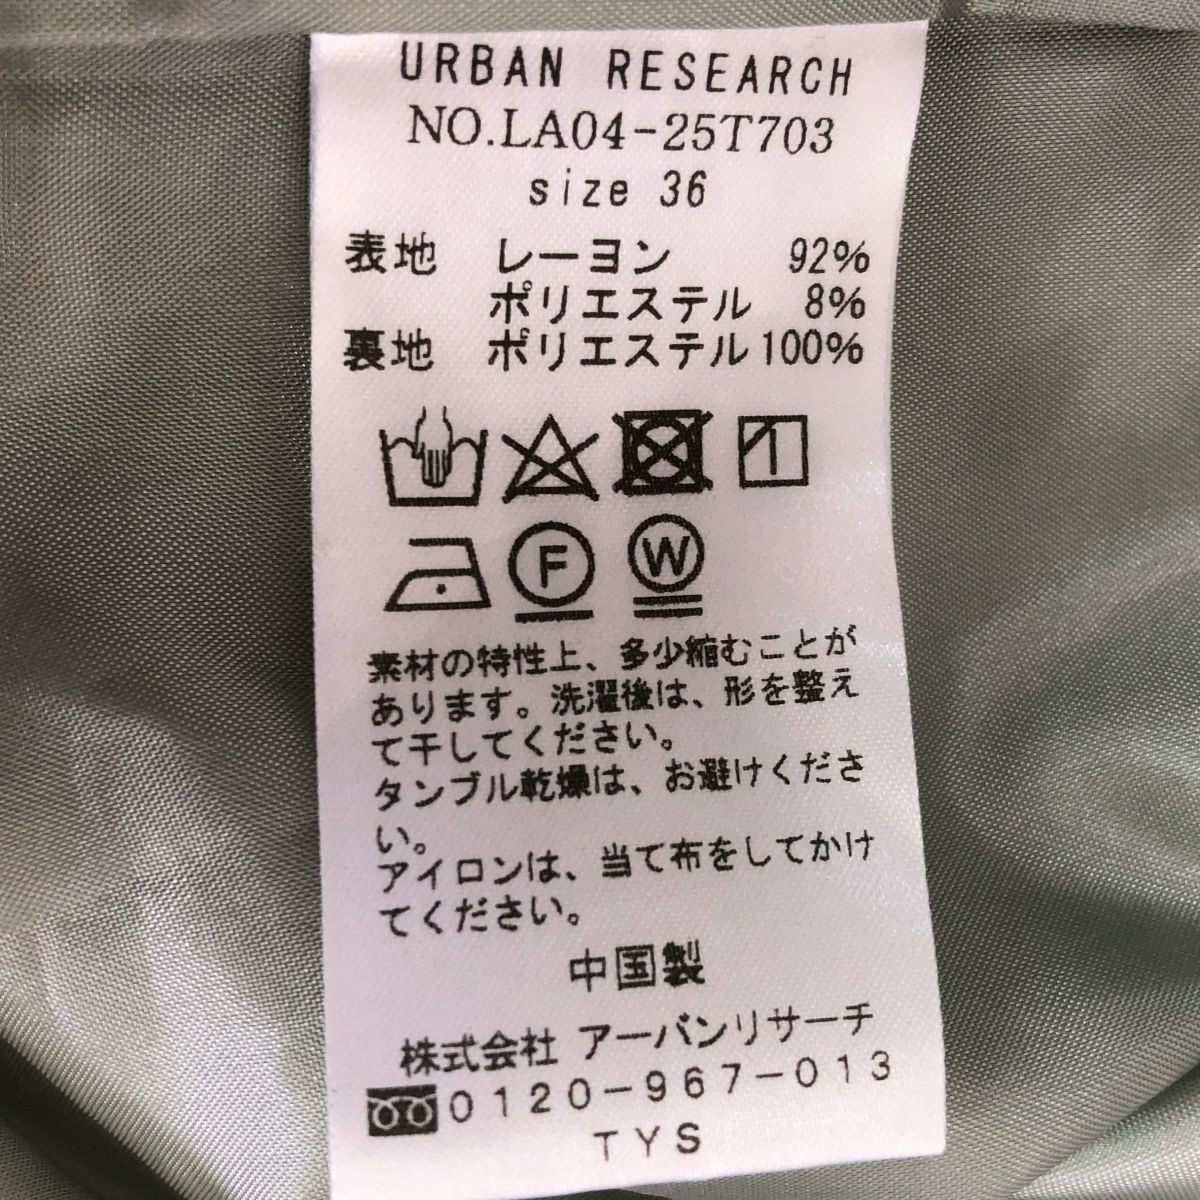 URBAN RESEARCH
NO.LA04-25T703
size 36
表地 レーヨン 92%
ポリエステル 8%
裏地 ポリエステル 100%
F W
素材の特性上、多少縮むことが
あります。洗濯後は、形を整え
て干してください。
タンブル乾燥は、お避けくださ
い。
アイロンは、当て布をしてかけ
てください。
中国製
株式会社 アーバンリサーチ
0120-967-013
TYS